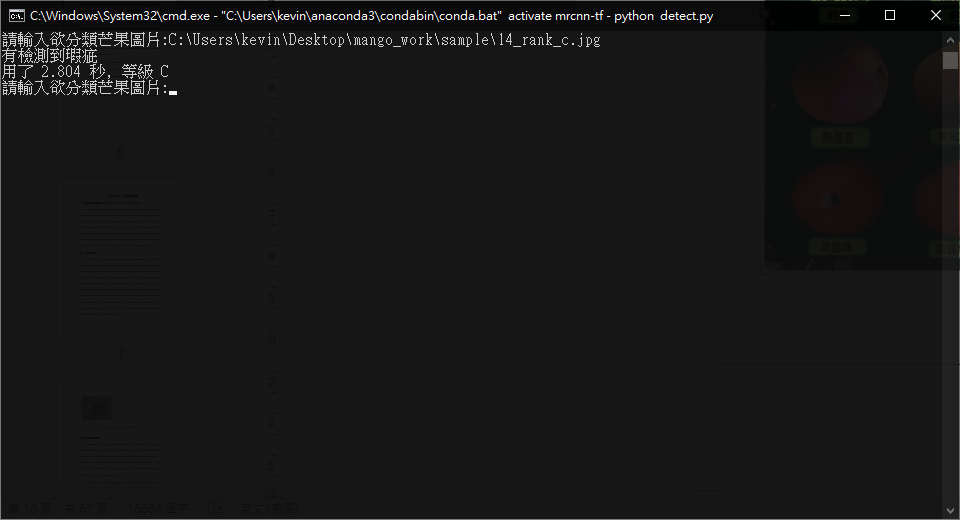 C:\Windows\System32\cmd.exe - "C:\Users\kevin\anaconda3\condabin\conda.bat" activate mrcnn-tf - python detect.py
請輸入欲分類芒果圖片:C:\Users\kevin\Desktop\mango_work\sample\14_rank_c.jpg
有檢測到瑕疵
用了 2.804 秒, 等級 C
請輸入欲分類芒果圖片: